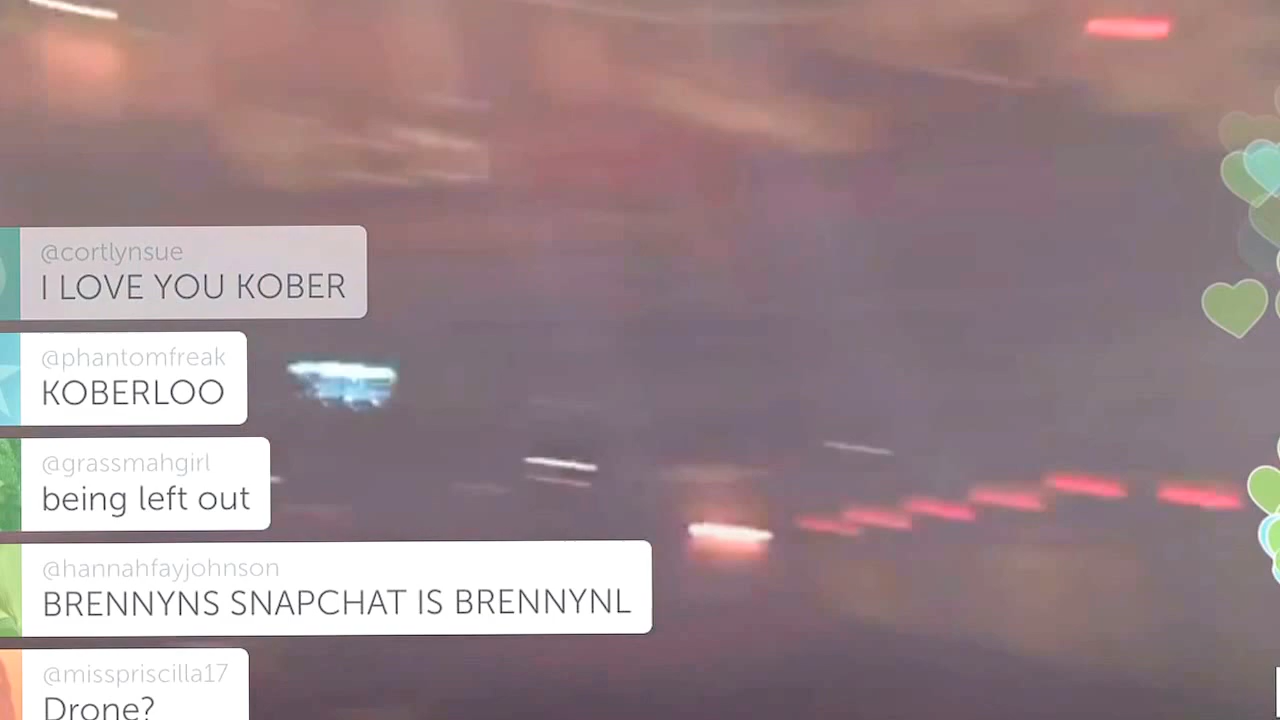 @cortlynsue
I LOVE YOU KOBER
@phantomfreak
KOBERLOO
@grassmahgirl
being left out
@hannahfayjohnson
BRENNYNS SNAPCHAT IS BRENNYNL
@misspriscilla17
Drone?